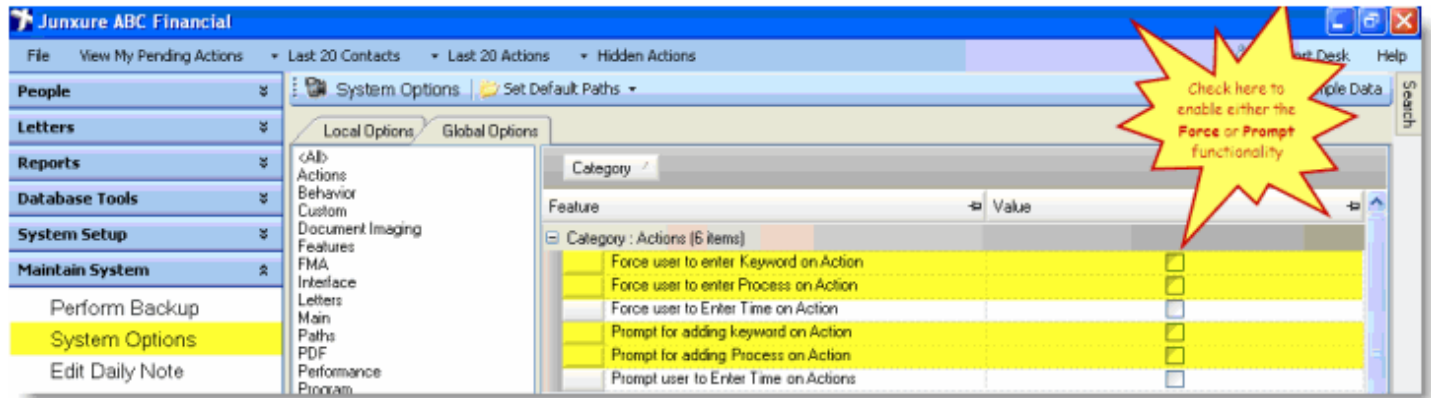 Junxure ABC Financial
File View My Pending Actions Last 20 Contacts Last 20 Actions Hidden Actions Desk Help
People
Letters
Reports
Database Tools
System Setup
Maintain System
Perform Backup
System Options
Edit Daily Note
System Options Set Default Paths Data
Search
Local Options Global Options
<All>
Actions
Behavior
Custom
Document Imaging
Features
FMA
Interface
Letters
Main
Paths
PDF
Performance
Program
Category
Feature Value
Category : Actions (6 items)
Force user to enter Keyword on Action
Force user to enter Process on Action
Force user to Enter Time on Action
Prompt for adding keyword on Action
Prompt for adding Process on Action
Prompt user to Enter Time on Actions
Check here to
enable either the
Force or Prompt
functionality